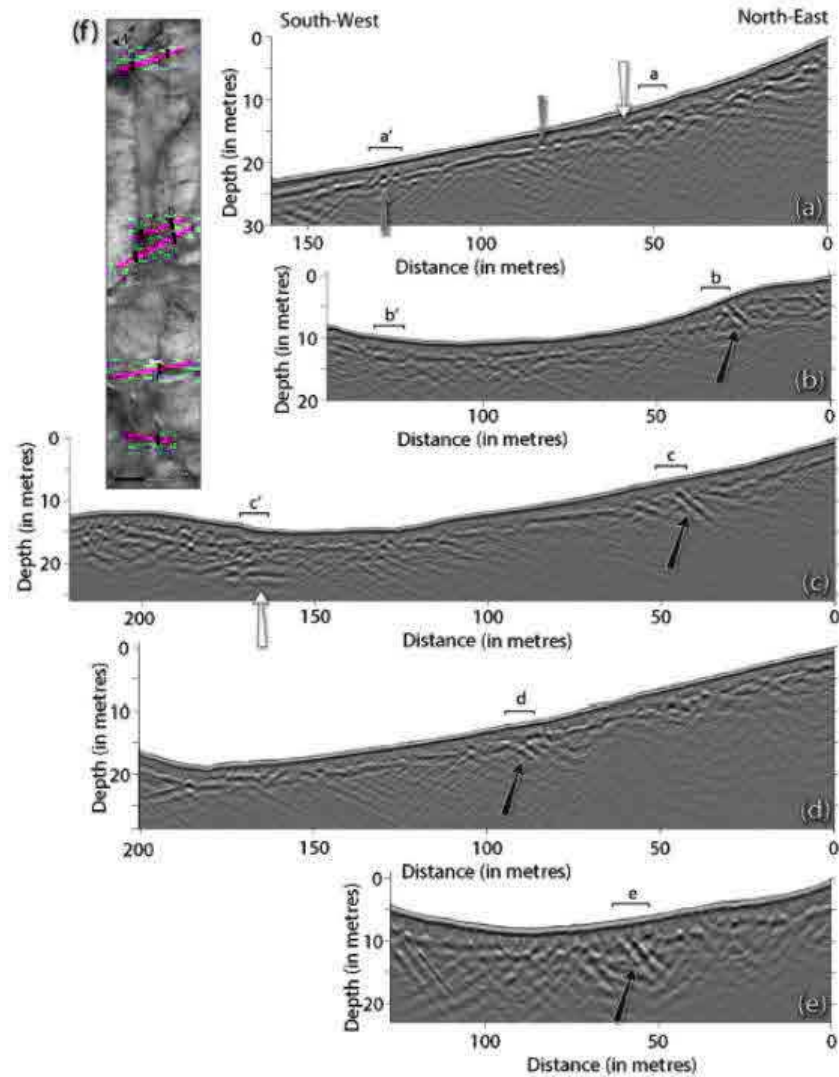 (f)
South-West North-East
0
10
20
30
Depth (in metres)
a'
a
(a)
150 100 50 0
Distance (in metres)
0
10
20
Depth (in metres)
b'
b
(b)
100 50 0
Distance (in metres)
0
10
20
Depth (in metres)
c'
c
(c)
200 150 100 50 0
Distance (in metres)
0
10
20
Depth (in metres)
d
(d)
200 150 100 50 0
Distance (in metres)
0
10
20
Depth (in metres)
e
(e)
100 50 0
Distance (in metres)